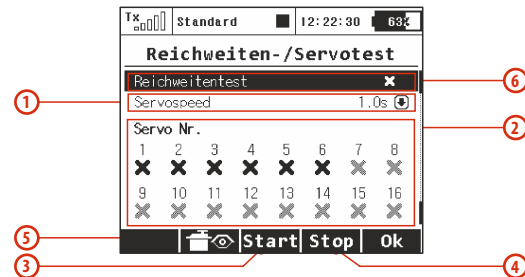 Tx Standard 12:22:30 63%
Reichweiten-/Servotest
Reichweitentest
6
1
Servospeed 1.0s
2
Servo Nr.
1 2 3 4 5 6 7 8
9 10 11 12 13 14 15 16
5
Start Stop Ok
3
4